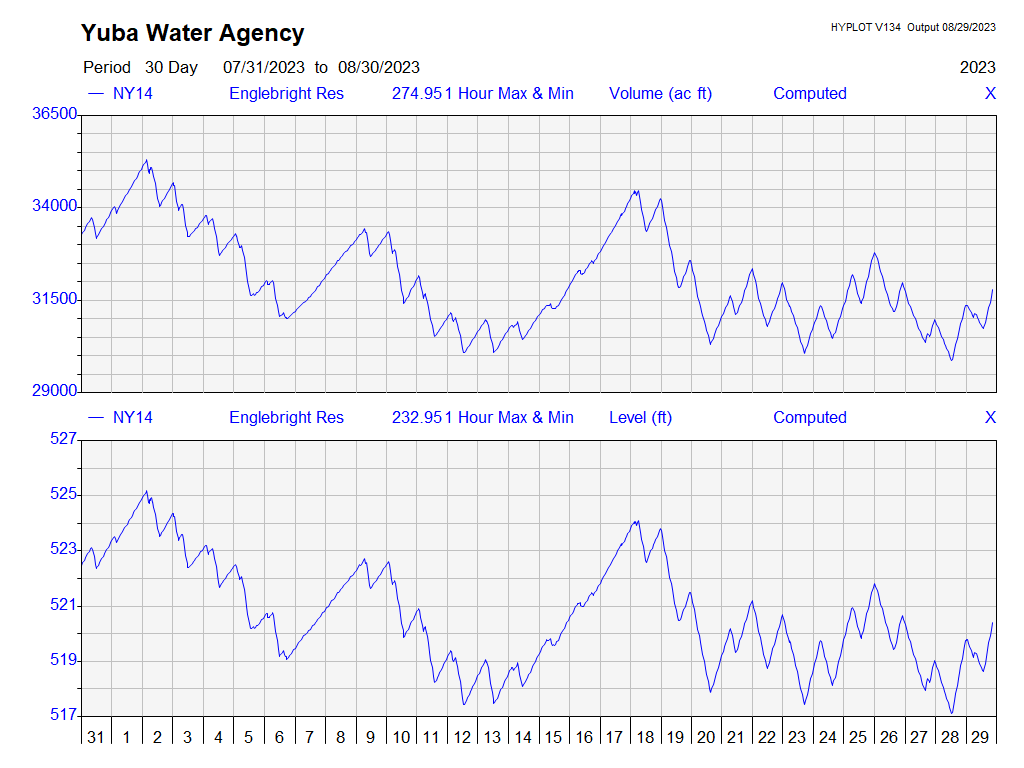 Yuba Water Agency
HYPLOT V134 Output 08/29/2023
Period 30 Day 07/31/2023 to 08/30/2023 2023
— NY14 Englebright Res 274.951 Hour Max & Min Volume (ac ft) Computed X
36500
34000
31500
29000
— NY14 Englebright Res 232.951 Hour Max & Min Level (ft) Computed X
527
525
523
521
519
517
31 1 2 3 4 5 6 7 8 9 10 11 12 13 14 15 16 17 18 19 20 21 22 23 24 25 26 27 28 29